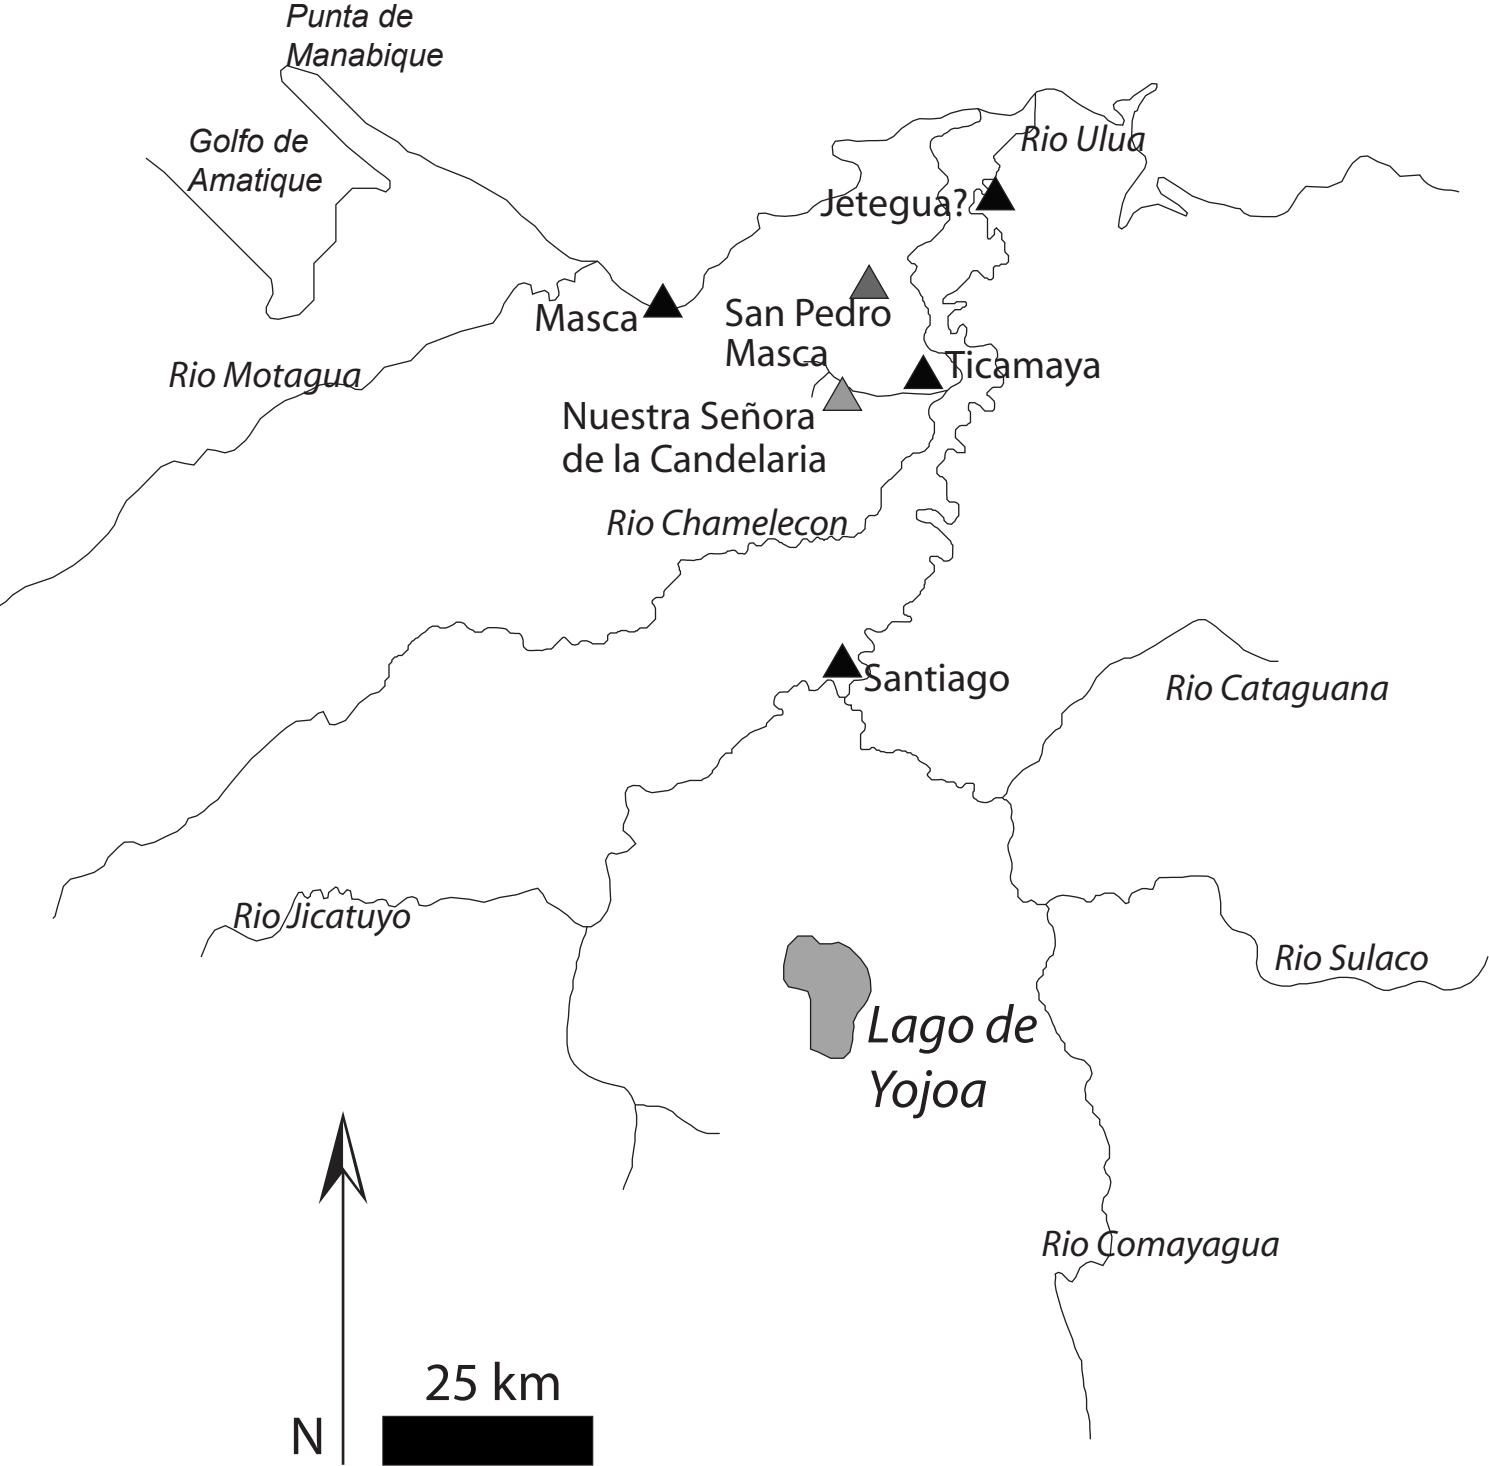 Punta de
Manabique
Golfo de
Amatique
Rio Ulua
Jetegua?
Masca
San Pedro
Masca
Ticamaya
Rio Motagua
Nuestra Señora
de la Candelaria
Rio Chamelecon
Santiago
Rio Cataguana
Rio Jicatuyo
Rio Sulaco
Lago de
Yojoa
Rio Comayagua
25 km
N